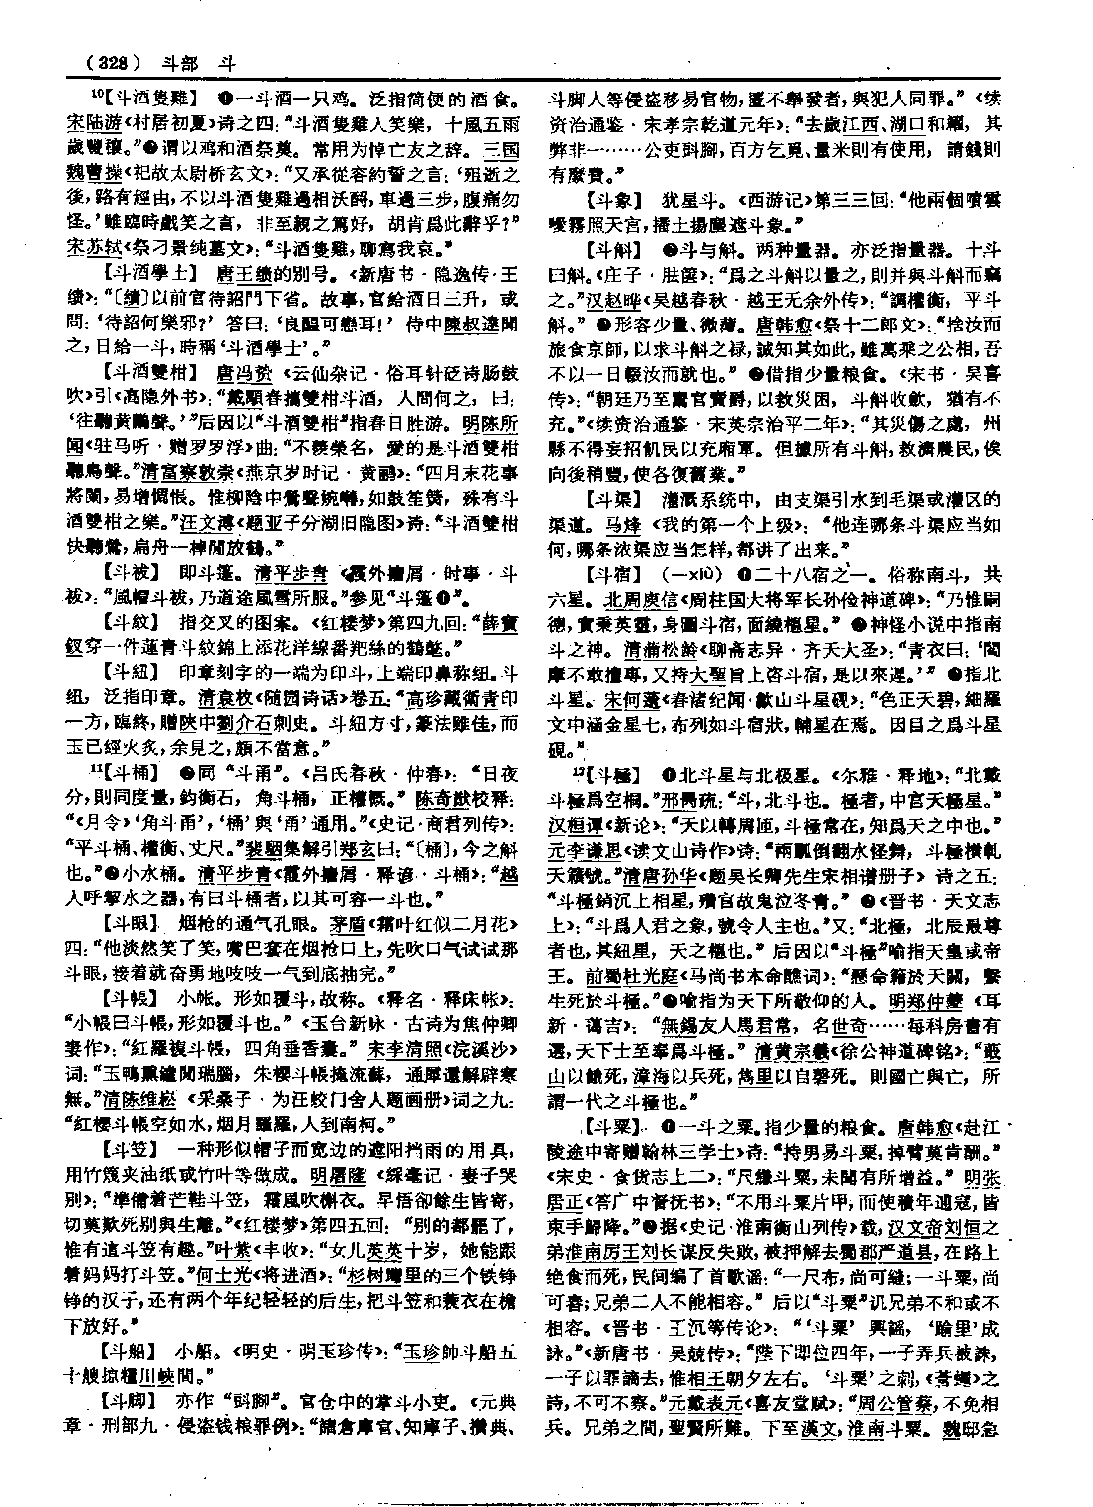 （328） 斗部 斗
10【斗酒隻雞】 ❶一斗酒一只鸡。泛指简便的酒食。
宋陆游《村居初夏》诗之四：“斗酒隻雞人笑樂，十風五雨
歲豐穰。”❷谓以鸡和酒祭奠。常用为悼亡友之辞。三国
魏曹操《祀故太尉桥玄文》：“又承從容約誓之言：‘殂逝之
後，路有經由，不以斗酒隻雞過相沃酹，車過三步，腹痛勿
怪。’雖臨時戲笑之言，非至親之篤好，胡肯爲此辭乎？”
宋苏轼《祭刁景纯墓文》：“斗酒隻雞，聊寫我哀。”
【斗酒學士】 唐王绩的别号。《新唐书·隐逸传·王
绩》：“〔績〕以前官待詔門下省。故事，官給酒日三升，或
問：‘待詔何樂邪？’答曰：‘良醞可戀耳！’侍中陳叔達聞
之，日給一斗，時稱‘斗酒學士’。”
【斗酒雙柑】 唐冯贽《云仙杂记·俗耳针砭诗肠鼓
吹》引《高隐外书》：“戴顒春攜雙柑斗酒，人問何之，曰：
‘往聽黄鸝聲。’”后因以“斗酒雙柑”指春日胜游。明陈所
闻《驻马听·赠罗罗浮》曲：“不羨榮名，愛的是斗酒雙柑
聽鳥聲。”清富察敦崇《燕京岁时记·黄鹂》：“四月末花事
將闌，易增惆悵。惟柳陰中鶯聲婉囀，如鼓笙簧，殊有斗
酒雙柑之樂。”汪文溥《题亚子分湖旧隐图》诗：“斗酒雙柑
快聽鶯，扁舟一棹閒放鶴。”
【斗袚】 即斗篷。清平步青《霞外攟屑·时事·斗
袚》：“風帽斗袚，乃道途風雪所服。”参见“斗篷❶”。
【斗紋】 指交叉的图案。《红楼梦》第四九回：“薛寶
釵穿一件蓮青斗紋錦上添花洋線番羓絲的鶴氅。”
【斗紐】 印章刻字的一端为印斗，上端印鼻称纽。斗
纽，泛指印章。清袁枚《随园诗话》卷五：“高珍藏衛青印
一方，臨終，贈陝中劉介石刺史。斗紐方寸，篆法雖佳，而
玉已經火炙，余見之，頗不當意。”
11【斗桶】 ❶同“斗甬”。《吕氏春秋·仲春》：“日夜
分，則同度量，鈞衡石，角斗桶，正權概。”陈奇猷校释：
“《月令》‘角斗甬’，‘桶’與‘甬’通用。”《史记·商君列传》：
“平斗桶、權衡、丈尺。”裴駰集解引郑玄曰：“〔桶〕，今之斛
也。”❷小水桶。清平步青《霞外攟屑·释谚·斗桶》：“越
人呼挈水之器，有曰斗桶者，以其可容一斗也。”
【斗眼】 烟枪的通气孔眼。茅盾《霜叶红似二月花》
四：“他淡然笑了笑，嘴巴套在烟枪口上，先吹口气试试那
斗眼，接着就奋勇地吱吱一气到底抽完。”
【斗帳】 小帐。形如覆斗，故称。《释名·释床帐》：
“小帳曰斗帳，形如覆斗也。”《玉台新咏·古诗为焦仲卿
妻作》：“紅羅複斗帳，四角垂香囊。”宋李清照《浣溪沙》
词：“玉鴨熏鑪閒瑞腦，朱櫻斗帳掩流蘇，通犀還解辟寒
無。”清陈维崧《采桑子·为汪蛟门舍人题画册》词之九：
“紅櫻斗帳空如水，烟月羅羅，人到南柯。”
【斗笠】 一种形似帽子而宽边的遮阳挡雨的用具，
用竹篾夹油纸或竹叶等做成。明屠隆《綵毫记·妻子哭
别》：“準備着芒鞋斗笠，霜風吹槲衣。早悟卻餘生皆寄，
切莫歎死别與生離。”《红楼梦》第四五回：“别的都罷了，
惟有這斗笠有趣。”叶紫《丰收》：“女儿英英十岁，她能跟
着妈妈打斗笠。”何士光《将进酒》：“杉树塆里的三个铁铮
铮的汉子，还有两个年纪轻轻的后生，把斗笠和蓑衣在檐
下放好。”
【斗船】 小船。《明史·明玉珍传》：“玉珍帥斗船五
十艘掠糧川峽間。”
【斗脚】 亦作“㪷脚”。官仓中的掌斗小吏。《元典
章·刑部九·侵盗钱粮罪例》：“諸倉庫官、知庫子、攢典、
斗脚人等侵盗移易官物，匿不舉發者，與犯人同罪。”《续
资治通鉴·宋孝宗乾道元年》：“去歲江西、湖口和糴，其
弊非一……公吏㪷脚，百方乞覓，量米則有使用，請錢則
有縻費。”
【斗象】 犹星斗。《西游记》第三三回：“他兩個噴雲
噯霧照天宫，播土揚塵遮斗象。”
【斗斛】 ❶斗与斛。两种量器。亦泛指量器。十斗
曰斛。《庄子·胠箧》：“爲之斗斛以量之，則并與斗斛而竊
之。”汉赵晔《吴越春秋·越王无余外传》：“調權衡，平斗
斛。”❷形容少量、微薄。唐韩愈《祭十二郎文》：“捨汝而
旅食京師，以求斗斛之禄，誠知其如此，雖萬乘之公相，吾
不以一日輟汝而就也。”❸借指少量粮食。《宋书·吴喜
传》：“朝廷乃至鬻官賣爵，以救災困，斗斛收斂，猶有不
充。”《续资治通鉴·宋英宗治平二年》：“其災傷之處，州
縣不得妄招飢民以充廂軍。但據所有斗斛，救濟農民，俟
向後稍豐，使各復舊業。”
【斗渠】 灌溉系统中，由支渠引水到毛渠或灌区的
渠道。马烽《我的第一个上级》：“他连哪条斗渠应当如
何，哪条浓渠应当怎样，都讲了出来。”
【斗宿】 （—xiù）❶二十八宿之一。俗称南斗，共
六星。北周庾信《周柱国大将军长孙俭神道碑》：“乃惟嗣
德，實秉英靈，身圖斗宿，面繞樞星。”❷神怪小说中指南
斗之神。清蒲松龄《聊斋志异·齐天大圣》：“青衣曰：‘閻
摩不敢擅專，又持大聖旨上咨斗宿，是以來遲。’”❸指北
斗星。宋何薳《春渚纪闻·歙山斗星砚》：“色正天碧，細羅
文中涵金星七，布列如斗宿狀，輔星在焉。因目之爲斗星
硯。”
12【斗極】 ❶北斗星与北极星。《尔雅·释地》：“北戴
斗極爲空桐。”邢昺疏：“斗，北斗也。極者，中宫天極星。”
汉桓谭《新论》：“天以轉周匝，斗極常在，知爲天之中也。”
元李谦思《读文山诗作》诗：“兩瓢倒翻水怪舞，斗極横軋
天籟號。”清唐孙华《题吴长卿先生宋相谱册子》诗之五：
“斗極銷沉上相星，殯宫故鬼泣冬青。”❷《晋书·天文志
上》：“斗爲人君之象，號令人主也。”又：“北極，北辰最尊
者也，其紐星，天之樞也。”后因以“斗極”喻指天皇或帝
王。前蜀杜光庭《马尚书本命醮词》：“懸命籍於天關，繫
生死於斗極。”❸喻指为天下所敬仰的人。明郑仲夔《耳
新·蔼吉》：“無錫友人馬君常，名世奇……每科房書有
選，天下士至奉爲斗極。”清黄宗羲《徐公神道碑铭》：“蕺
山以餓死，漳海以兵死，雋里以自磬死。則國亡與亡，所
謂一代之斗極也。”
【斗粟】 ❶一斗之粟。指少量的粮食。唐韩愈《赴江
陵途中寄赠翰林三学士》诗：“持男易斗粟，掉臂莫肯酬。”
《宋史·食货志上二》：“尺縑斗粟，未聞有所增益。”明张
居正《答广中督抚书》：“不用斗粟片甲，而使積年逋寇，皆
束手歸降。”❷据《史记·淮南衡山列传》载，汉文帝刘恒之
弟淮南厉王刘长谋反失败，被押解去蜀郡严道县，在路上
绝食而死，民间编了首歌谣：“一尺布，尚可縫；一斗粟，尚
可舂；兄弟二人不能相容。”后以“斗粟”讥兄弟不和或不
相容。《晋书·王沉等传论》：“‘斗粟’興謡，‘踰里’成
詠。”《新唐书·吴兢传》：“陛下即位四年，一子弄兵被誅，
一子以罪謫去，惟相王朝夕左右。‘斗粟’之刺，《蒼蠅》之
詩，不可不察。”元戴表元《喜友堂赋》：“周公管蔡，不免相
兵。兄弟之間，聖賢所難。下至漢文，淮南斗粟。魏邸急